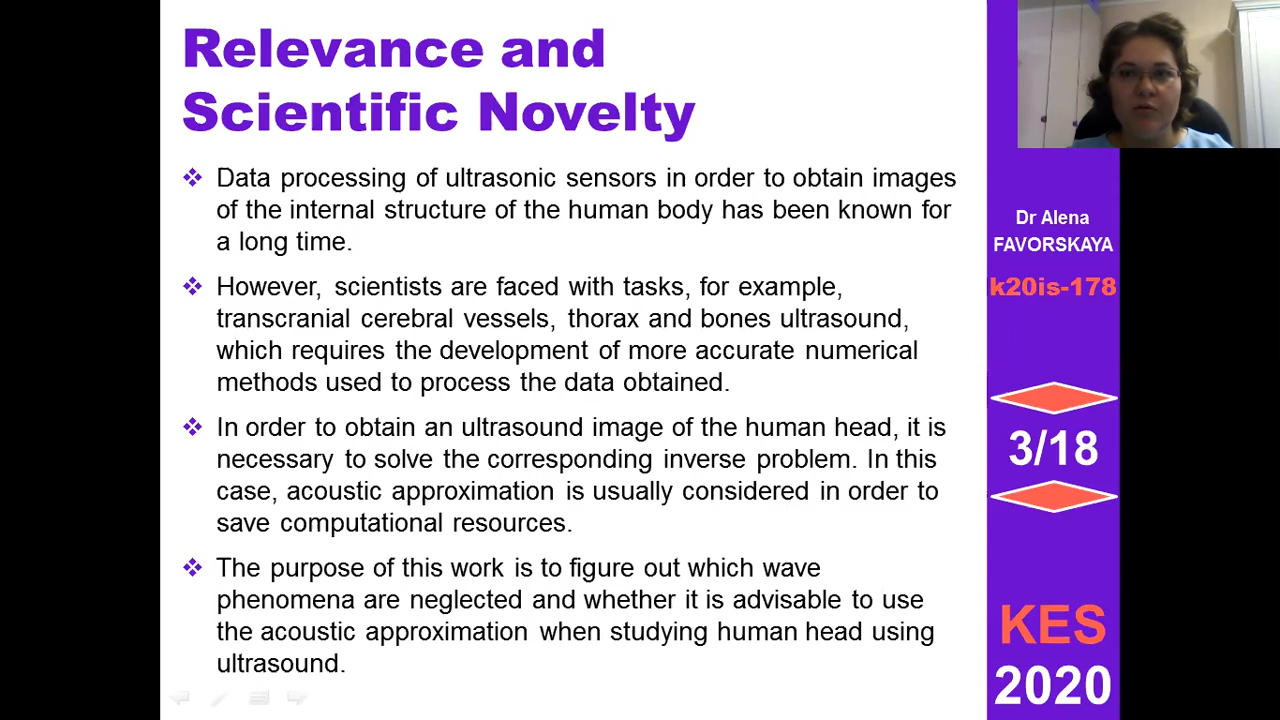 Relevance and
Scientific Novelty
Data processing of ultrasonic sensors in order to obtain images
of the internal structure of the human body has been known for
a long time.
However, scientists are faced with tasks, for example,
transcranial cerebral vessels, thorax and bones ultrasound,
which requires the development of more accurate numerical
methods used to process the data obtained.
In order to obtain an ultrasound image of the human head, it is
necessary to solve the corresponding inverse problem. In this
case, acoustic approximation is usually considered in order to
save computational resources.
The purpose of this work is to figure out which wave
phenomena are neglected and whether it is advisable to use
the acoustic approximation when studying human head using
ultrasound.
Dr Alena
FAVORSKAYA
k20is-178
3/18
KES
2020